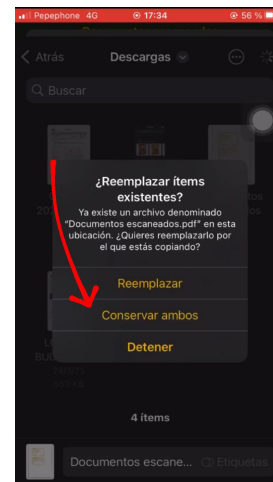 Pepephone 4G 17:34 56 %
Atrás Descargas
Buscar
¿Reemplazar ítems
existentes?
Ya existe un archivo denominado
“Documentos escaneados.pdf” en esta
ubicación. ¿Quieres reemplazarlo por
el que estás copiando?
Reemplazar
Conservar ambos
Detener
4 ítems
Documentos escane... Etiquetas